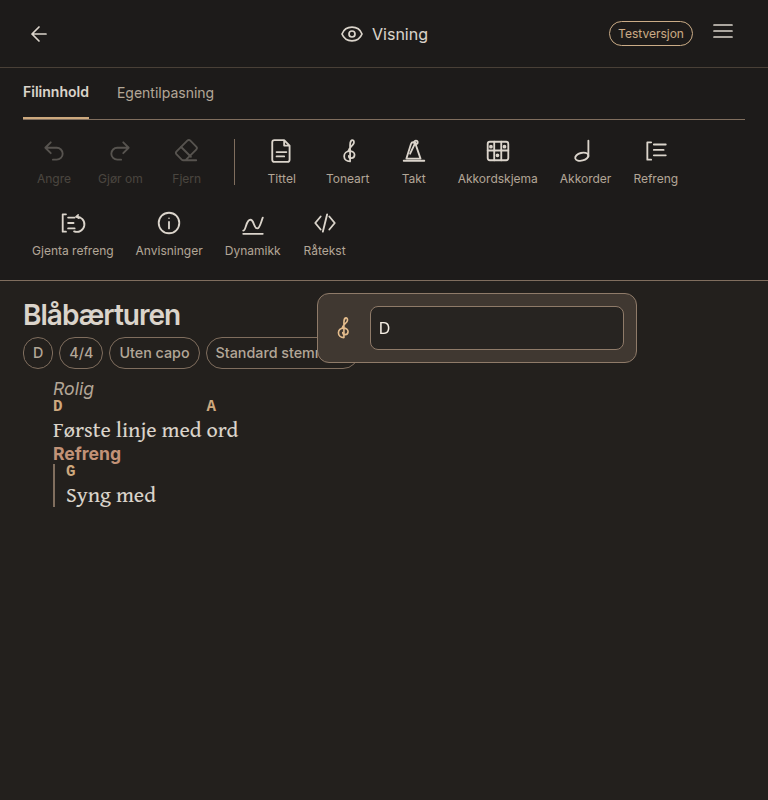 Visning
Testversjon
Filinnhold
Egentilpasning
Angre
Gjør om
Fjern
Tittel
Toneart
Takt
Akkordskjema
Akkorder
Refreng
Gjenta refreng
Anvisninger
Dynamikk
Råtekst
Blåbærturen
D
D
4/4
Uten capo
Standard
Rolig
D A
Første linje med ord
Refreng
G
Syng med